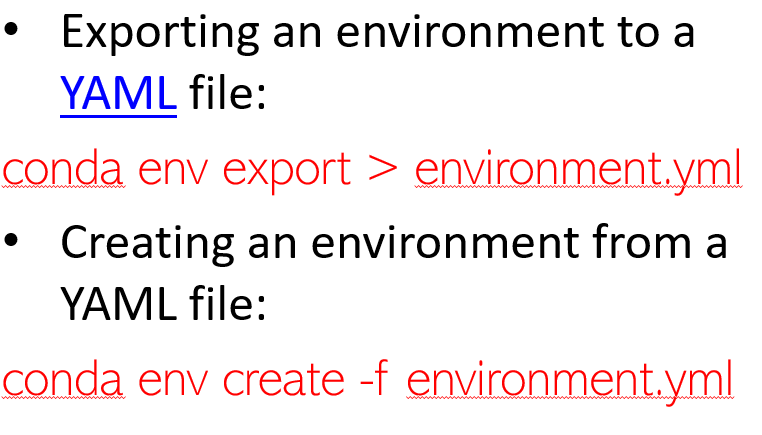 • Exporting an environment to a
YAML file:
conda env export > environment.yml
• Creating an environment from a
YAML file:
conda env create -f environment.yml